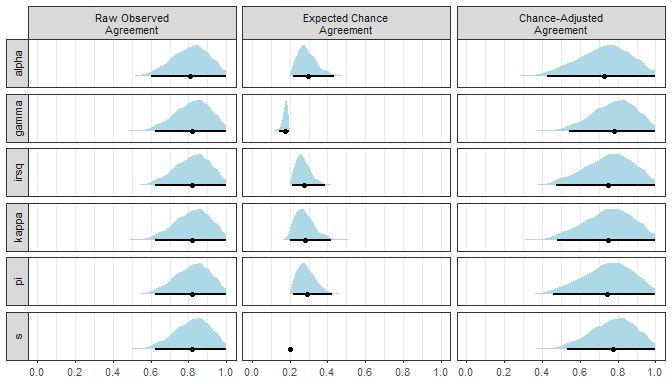 Raw Observed
Agreement
Expected Chance
Agreement
Chance-Adjusted
Agreement
alpha
gamma
irsq
kappa
pi
s
0.0 0.2 0.4 0.6 0.8 1.0 0.0 0.2 0.4 0.6 0.8 1.0 0.0 0.2 0.4 0.6 0.8 1.0